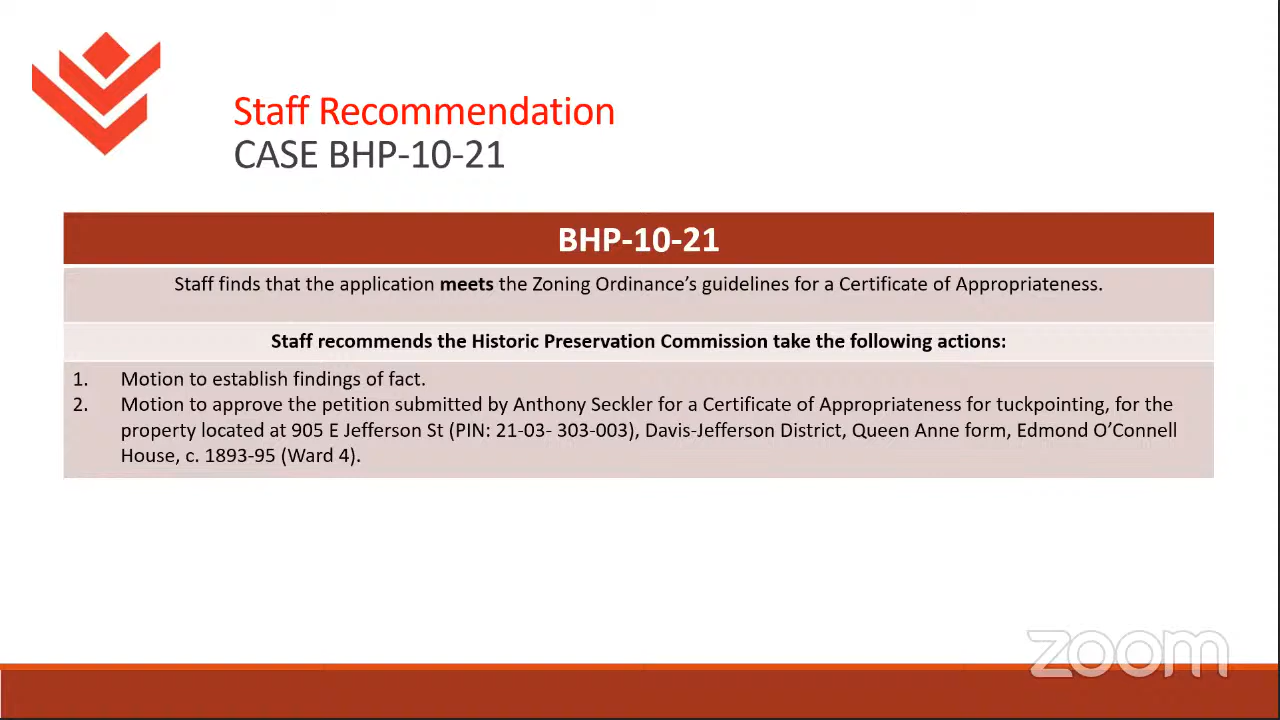 Staff Recommendation
CASE BHP-10-21
BHP-10-21
Staff finds that the application meets the Zoning Ordinance’s guidelines for a Certificate of Appropriateness.
Staff recommends the Historic Preservation Commission take the following actions:
1. Motion to establish findings of fact.
2. Motion to approve the petition submitted by Anthony Seckler for a Certificate of Appropriateness for tuckpointing, for the
property located at 905 E Jefferson St (PIN: 21-03- 303-003), Davis-Jefferson District, Queen Anne form, Edmond O’Connell
House, c. 1893-95 (Ward 4).
zoom